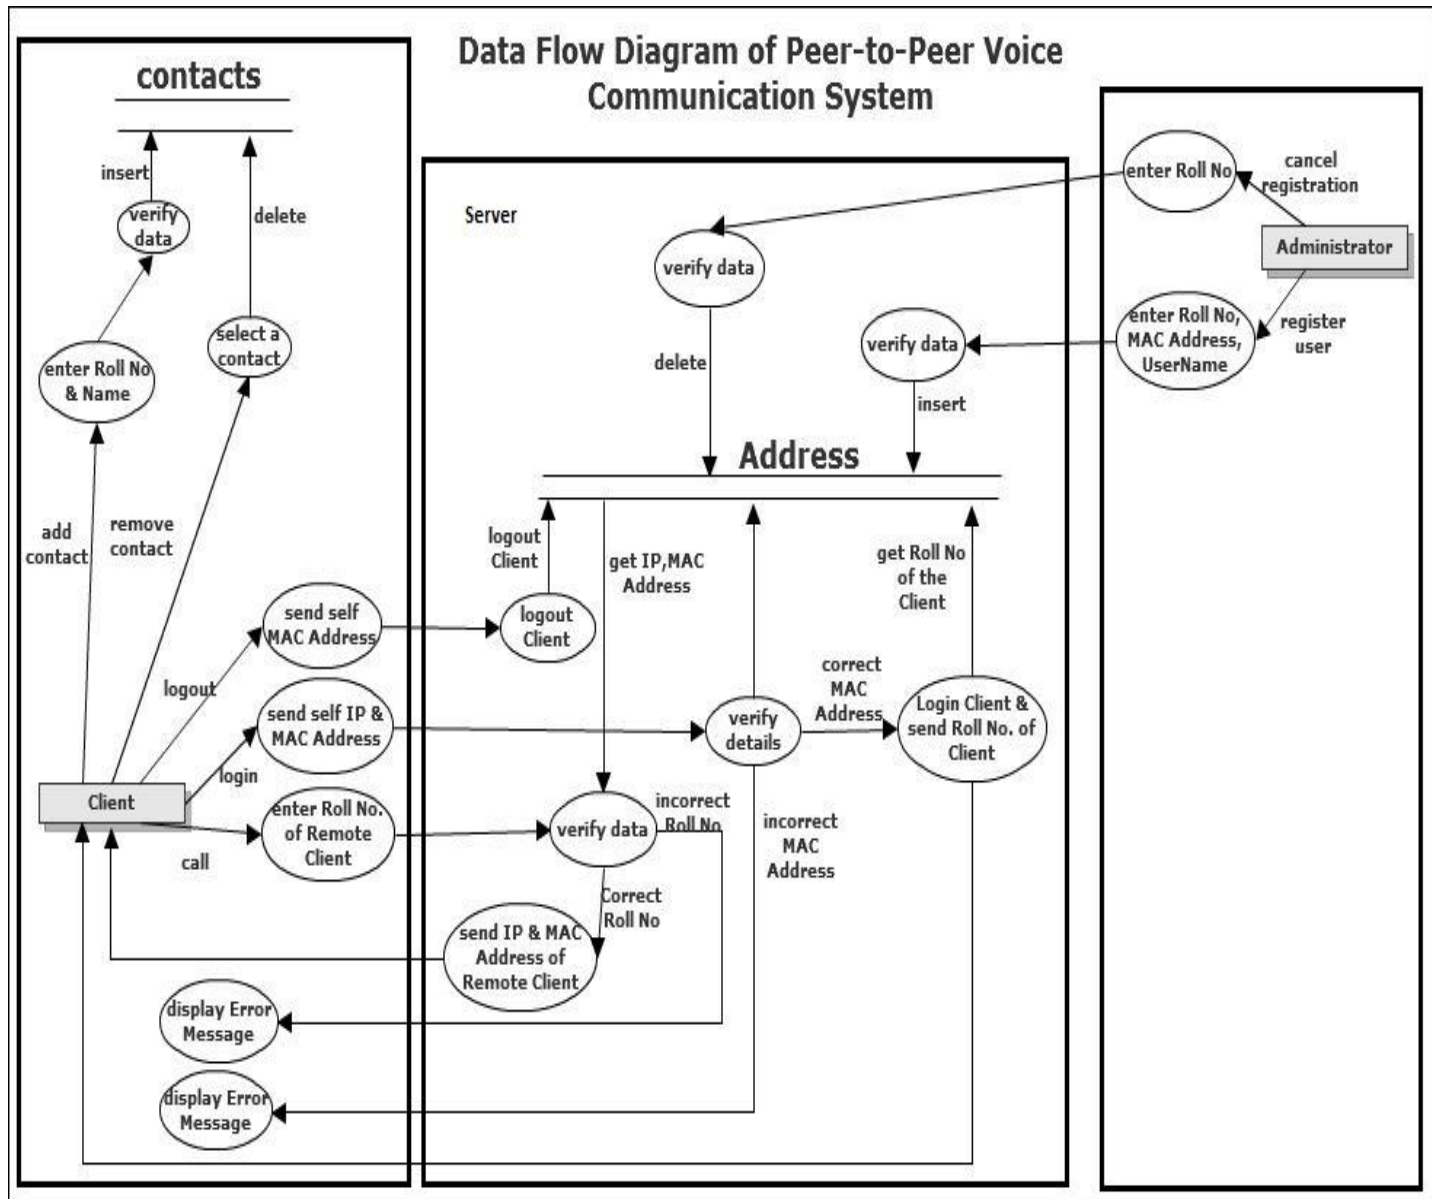 Data Flow Diagram of Peer-to-Peer Voice
Communication System
contacts
insert
verify
data
delete
select a
contact
enter Roll No
& Name
add
contact
remove
contact
send self
MAC Address
logout
send self IP &
MAC Address
login
Client
enter Roll No.
of Remote
Client
call
display Error
Message
display Error
Message
Server
verify data
delete
verify data
insert
Address
logout
Client
get IP,MAC
Address
get Roll No
of the
Client
logout
Client
correct
MAC
Address
verify
details
Login Client &
send Roll No. of
Client
verify data
incorrect
Roll No
incorrect
MAC
Address
Correct
Roll No
send IP & MAC
Address of
Remote Client
enter Roll No
cancel
registration
Administrator
enter Roll No,
MAC Address,
UserName
register
user